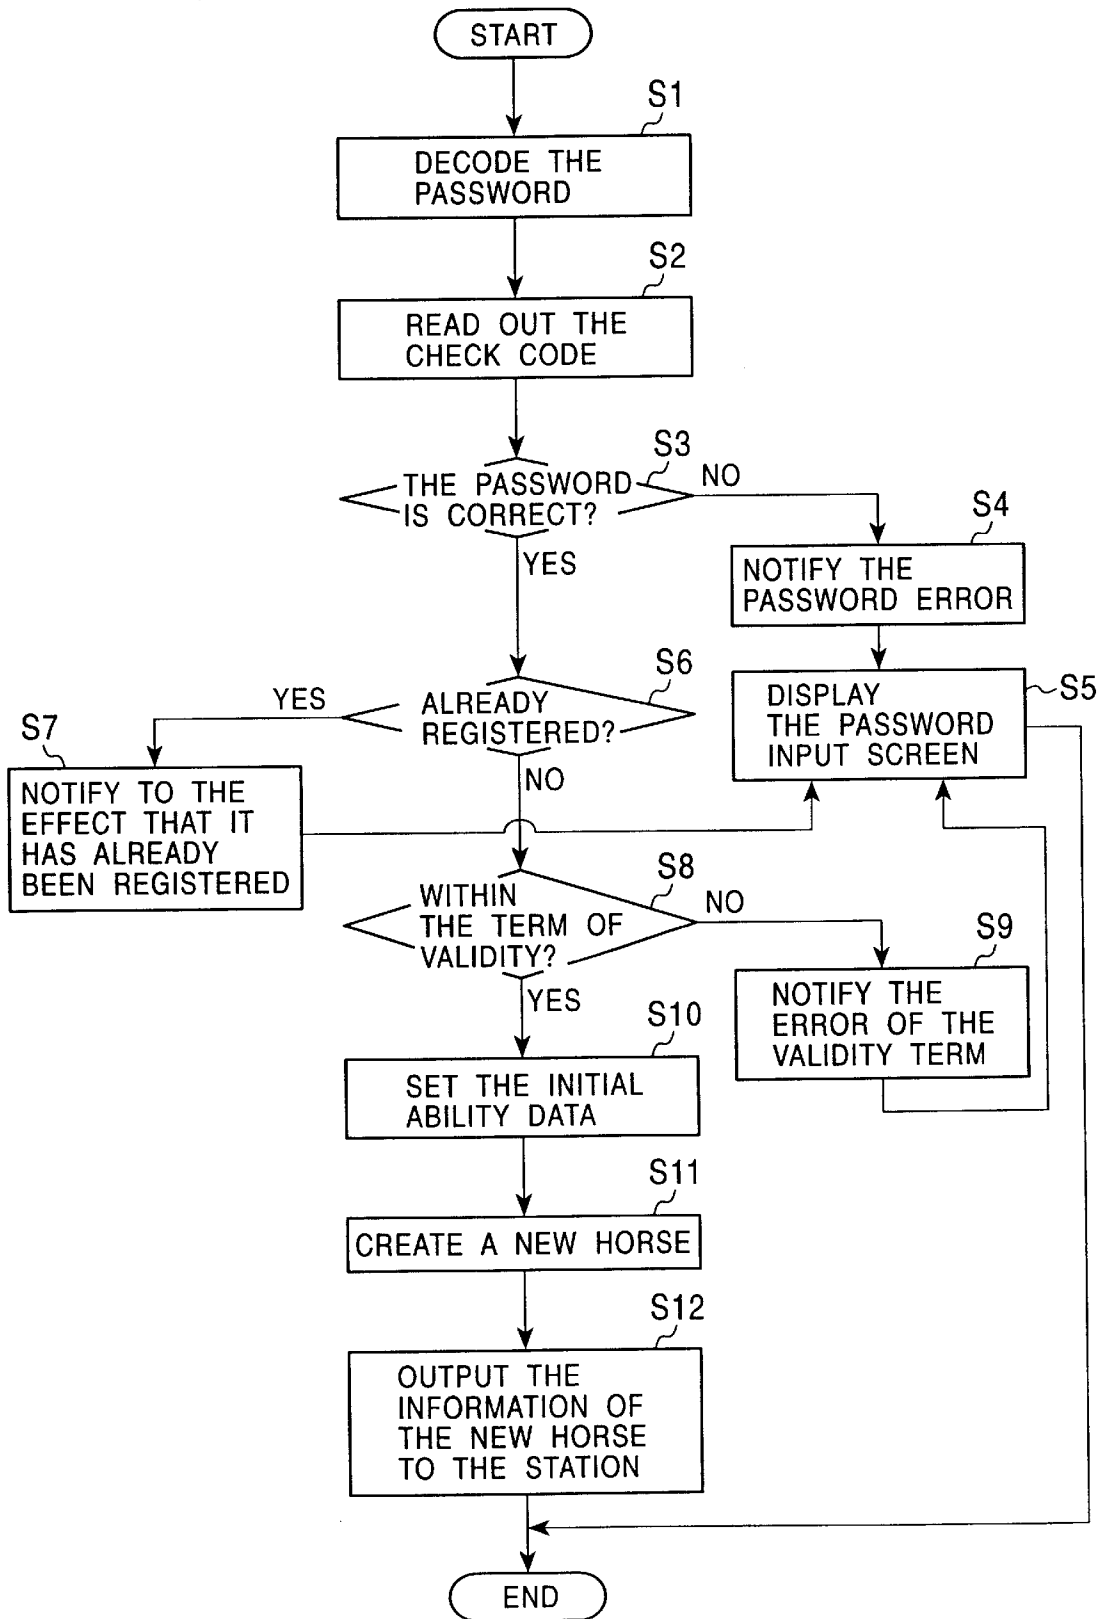 START
S1
DECODE THE
PASSWORD
S2
READ OUT THE
CHECK CODE
S3
THE PASSWORD
IS CORRECT?
NO
YES
S4
NOTIFY THE
PASSWORD ERROR
S5
DISPLAY
THE PASSWORD
INPUT SCREEN
S6
ALREADY
REGISTERED?
YES
NO
S7
NOTIFY TO THE
EFFECT THAT IT
HAS ALREADY
BEEN REGISTERED
S8
WITHIN
THE TERM OF
VALIDITY?
NO
YES
S9
NOTIFY THE
ERROR OF THE
VALIDITY TERM
S10
SET THE INITIAL
ABILITY DATA
S11
CREATE A NEW HORSE
S12
OUTPUT THE
INFORMATION OF
THE NEW HORSE
TO THE STATION
END